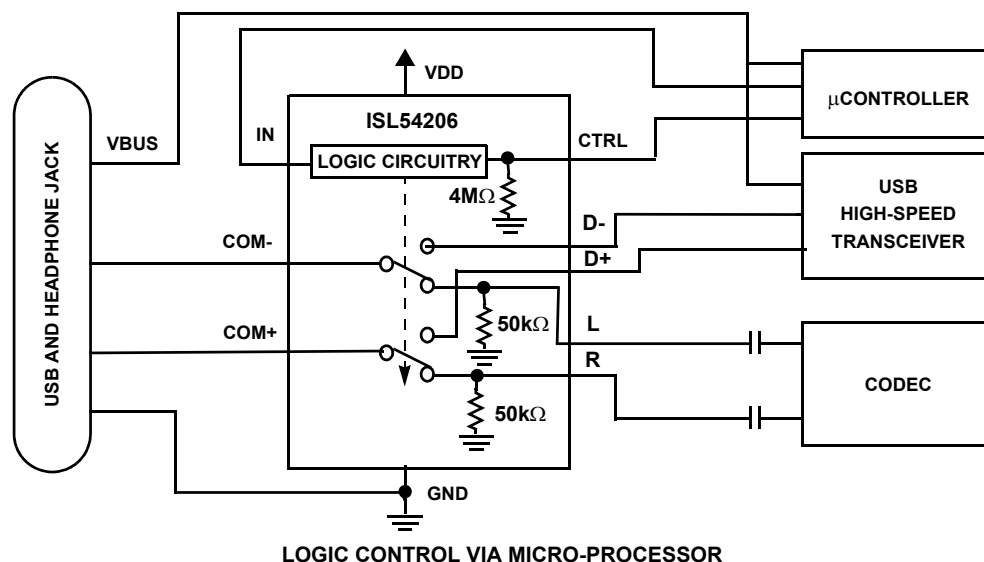 VDD
µCONTROLLER
ISL54206
IN
CTRL
VBUS
LOGIC CIRCUITRY
4MΩ
USB
HIGH-SPEED
TRANSCEIVER
D-
D+
COM-
USB AND HEADPHONE JACK
50kΩ
L
COM+
R
CODEC
50kΩ
GND
LOGIC CONTROL VIA MICRO-PROCESSOR